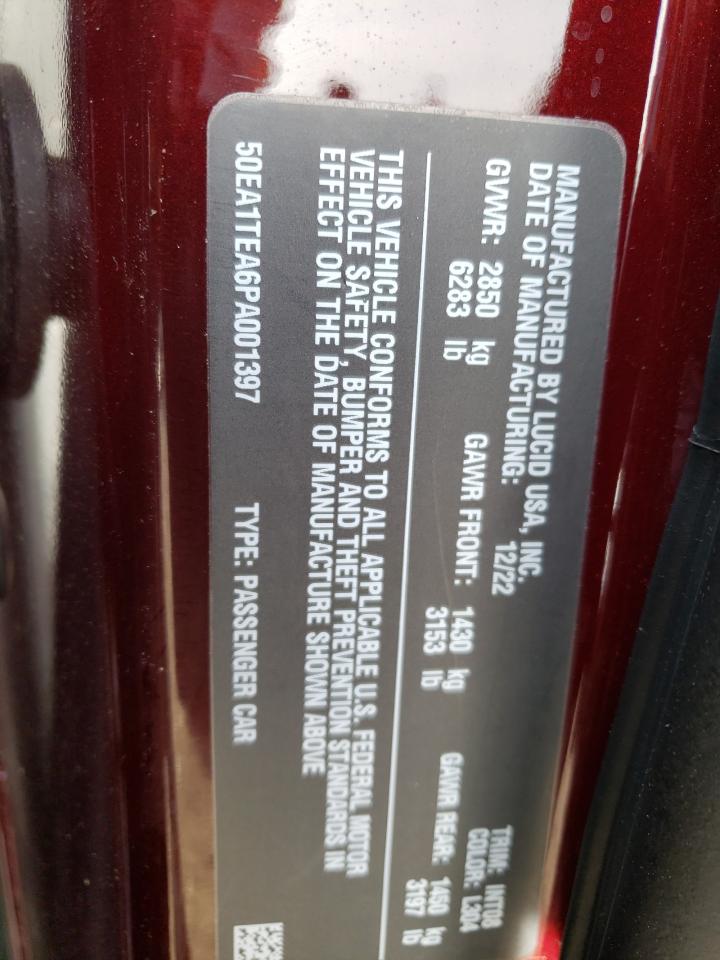 MANUFACTURED BY LUCID USA, INC.
DATE OF MANUFACTURING: 12/22 TRIM: INT08
GVWR: 2850 kg GAWR FRONT: 1430 kg GAWR REAR: 1450 kg COLOR: L204
6283 lb 3153 lb 3197 lb
THIS VEHICLE CONFORMS TO ALL APPLICABLE U.S. FEDERAL MOTOR
VEHICLE SAFETY, BUMPER AND THEFT PREVENTION STANDARDS IN
EFFECT ON THE DATE OF MANUFACTURE SHOWN ABOVE
50EA1TEA6PA001397 TYPE: PASSENGER CAR